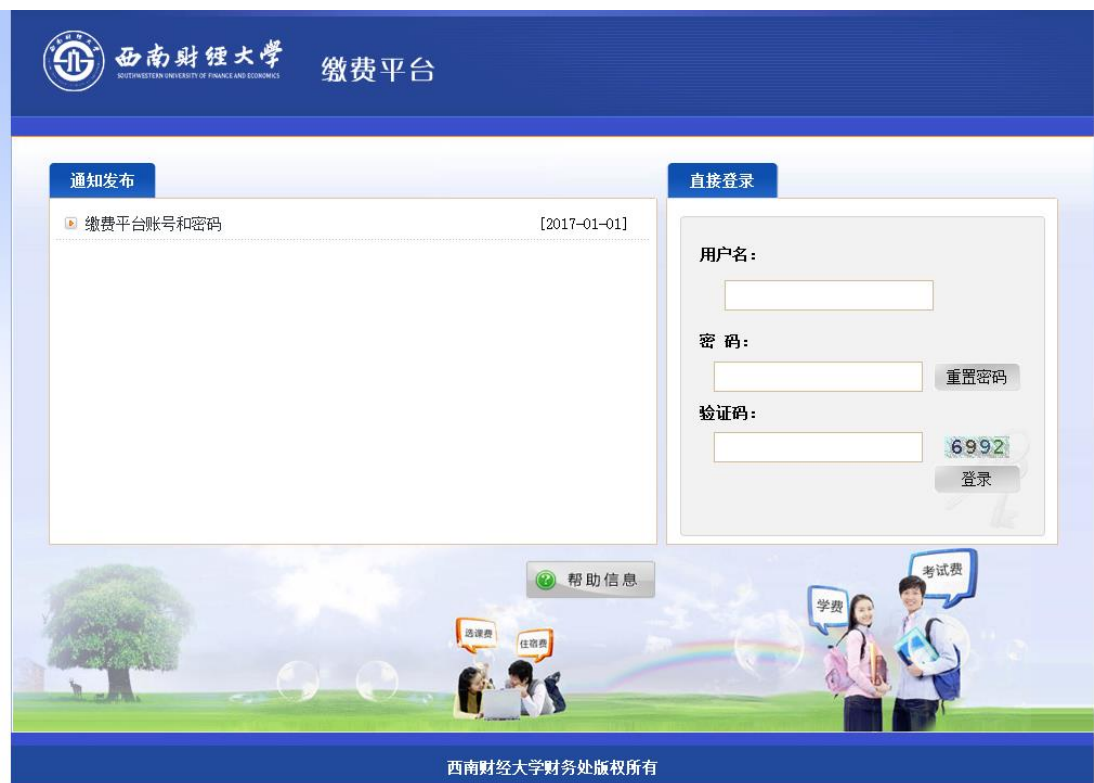 西南财经大学
SOUTHWESTERN UNIVERSITY OF FINANCE AND ECONOMICS
缴费平台
通知发布
缴费平台账号和密码 [2017-01-01]
直接登录
用户名：
密 码：
重置密码
验证码：
6992
登录
帮助信息
选课费
住宿费
学费
考试费
西南财经大学财务处版权所有